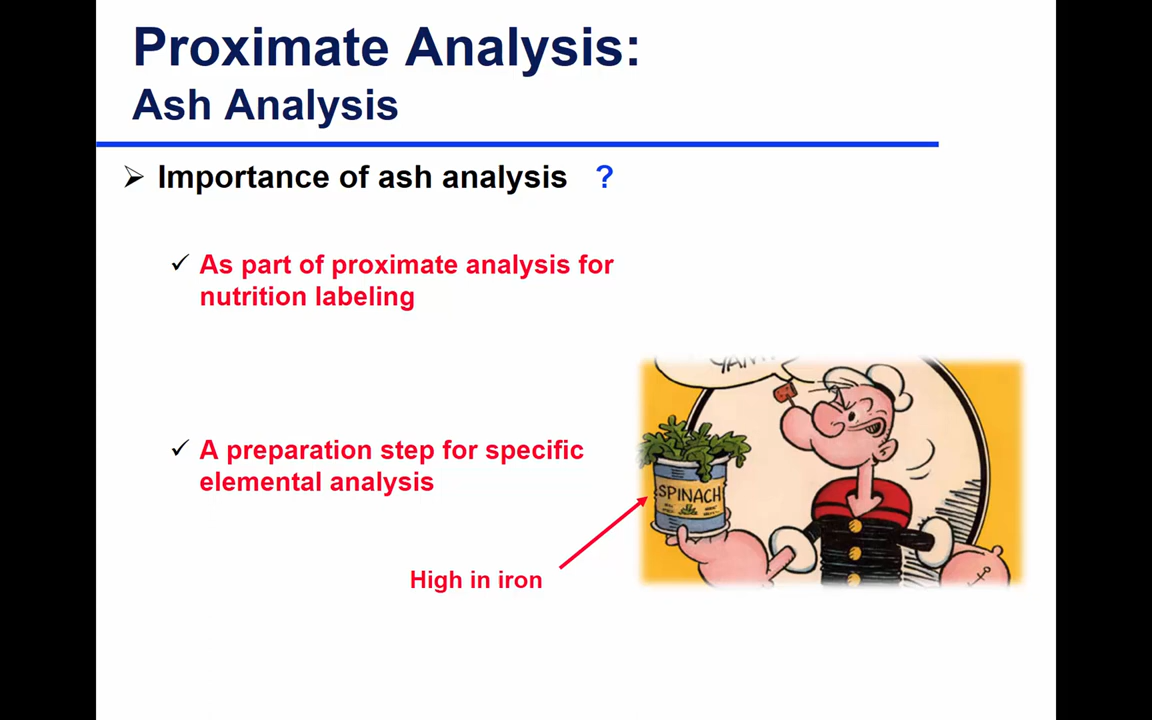 Proximate Analysis:
Ash Analysis
Importance of ash analysis ?
As part of proximate analysis for
nutrition labeling
A preparation step for specific
elemental analysis
SPINACH
High in iron